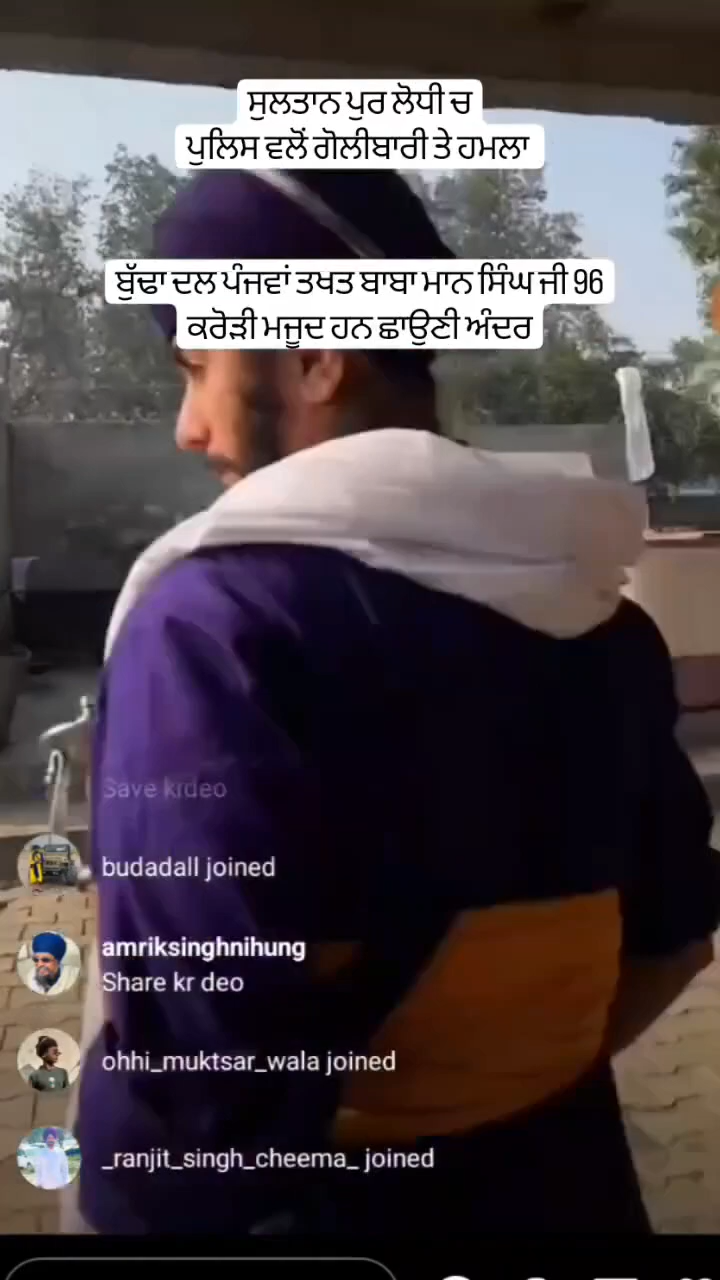 ਸੁਲਤਾਨ ਪੁਰ ਲੋਧੀ ਚ
ਪੁਲਿਸ ਵਲੋਂ ਗੋਲੀਬਾਰੀ ਤੇ ਹਮਲਾ
ਬੁੱਢਾ ਦਲ ਪੰਜਵਾਂ ਤਖਤ ਬਾਬਾ ਮਾਨ ਸਿੰਘ ਜੀ 96
ਕਰੋੜੀ ਮਜੂਦ ਹਨ ਛਾਉਣੀ ਅੰਦਰ
Save krdeo
budadall joined
amriksinghnihung
Share kr deo
ohhi_muktsar_wala joined
_ranjit_singh_cheema_ joined